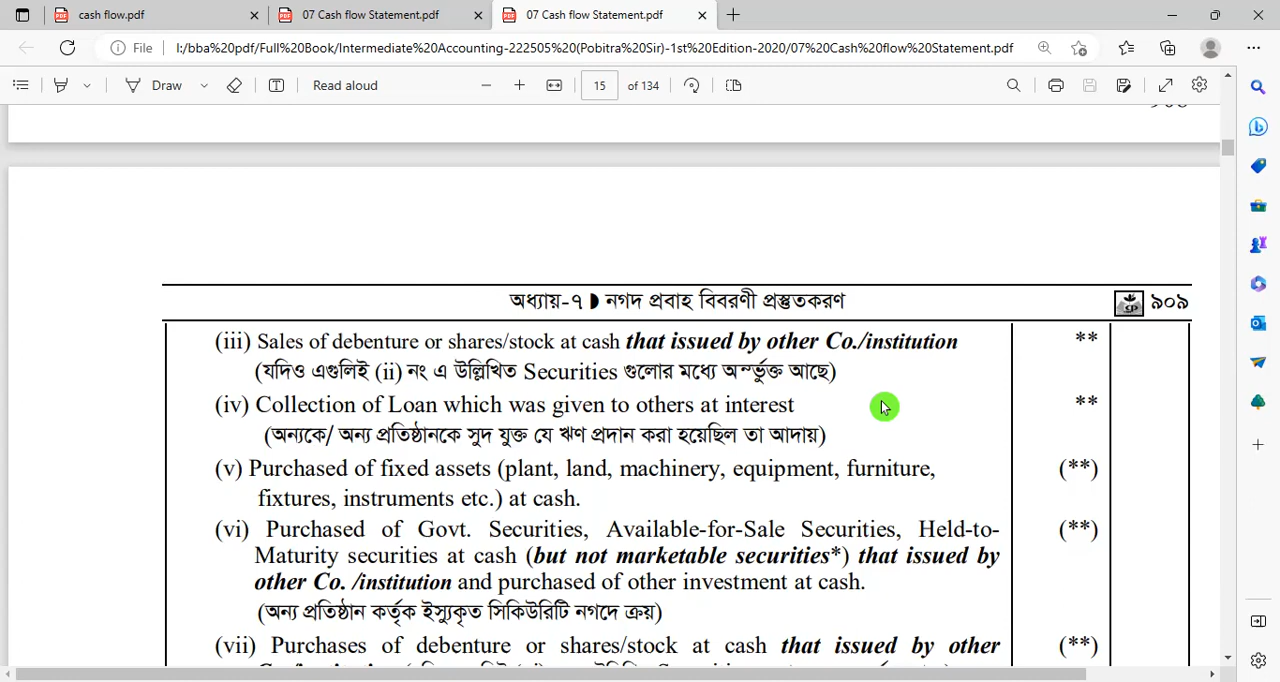 cash flow.pdf
07 Cash flow Statement.pdf
07 Cash flow Statement.pdf
File
I:/bba%20pdf/Full%20Book/Intermediate%20Accounting-222505%20(Pobitra%20Sir)-1st%20Edition-2020/07%20Cash%20flow%20Statement.pdf
Draw
Read aloud
15 of 134
অধ্যায়-৭ ◗ নগদ প্রবাহ বিবরণী প্রস্তুতকরণ
৯০৯
(iii) Sales of debenture or shares/stock at cash that issued by other Co./institution **
(যদিও এগুলিই (ii) নং এ উল্লিখিত Securities গুলোর মধ্যে অর্ন্তভুক্ত আছে)
(iv) Collection of Loan which was given to others at interest **
(অন্যকে/ অন্য প্রতিষ্ঠানকে সুদ যুক্ত যে ঋণ প্রদান করা হয়েছিল তা আদায়)
(v) Purchased of fixed assets (plant, land, machinery, equipment, furniture, (**)
fixtures, instruments etc.) at cash.
(vi) Purchased of Govt. Securities, Available-for-Sale Securities, Held-to- (**)
Maturity securities at cash (but not marketable securities*) that issued by
other Co. /institution and purchased of other investment at cash.
(অন্য প্রতিষ্ঠান কর্তৃক ইস্যুকৃত সিকিউরিটি নগদে ক্রয়)
(vii) Purchases of debenture or shares/stock at cash that issued by other (**)